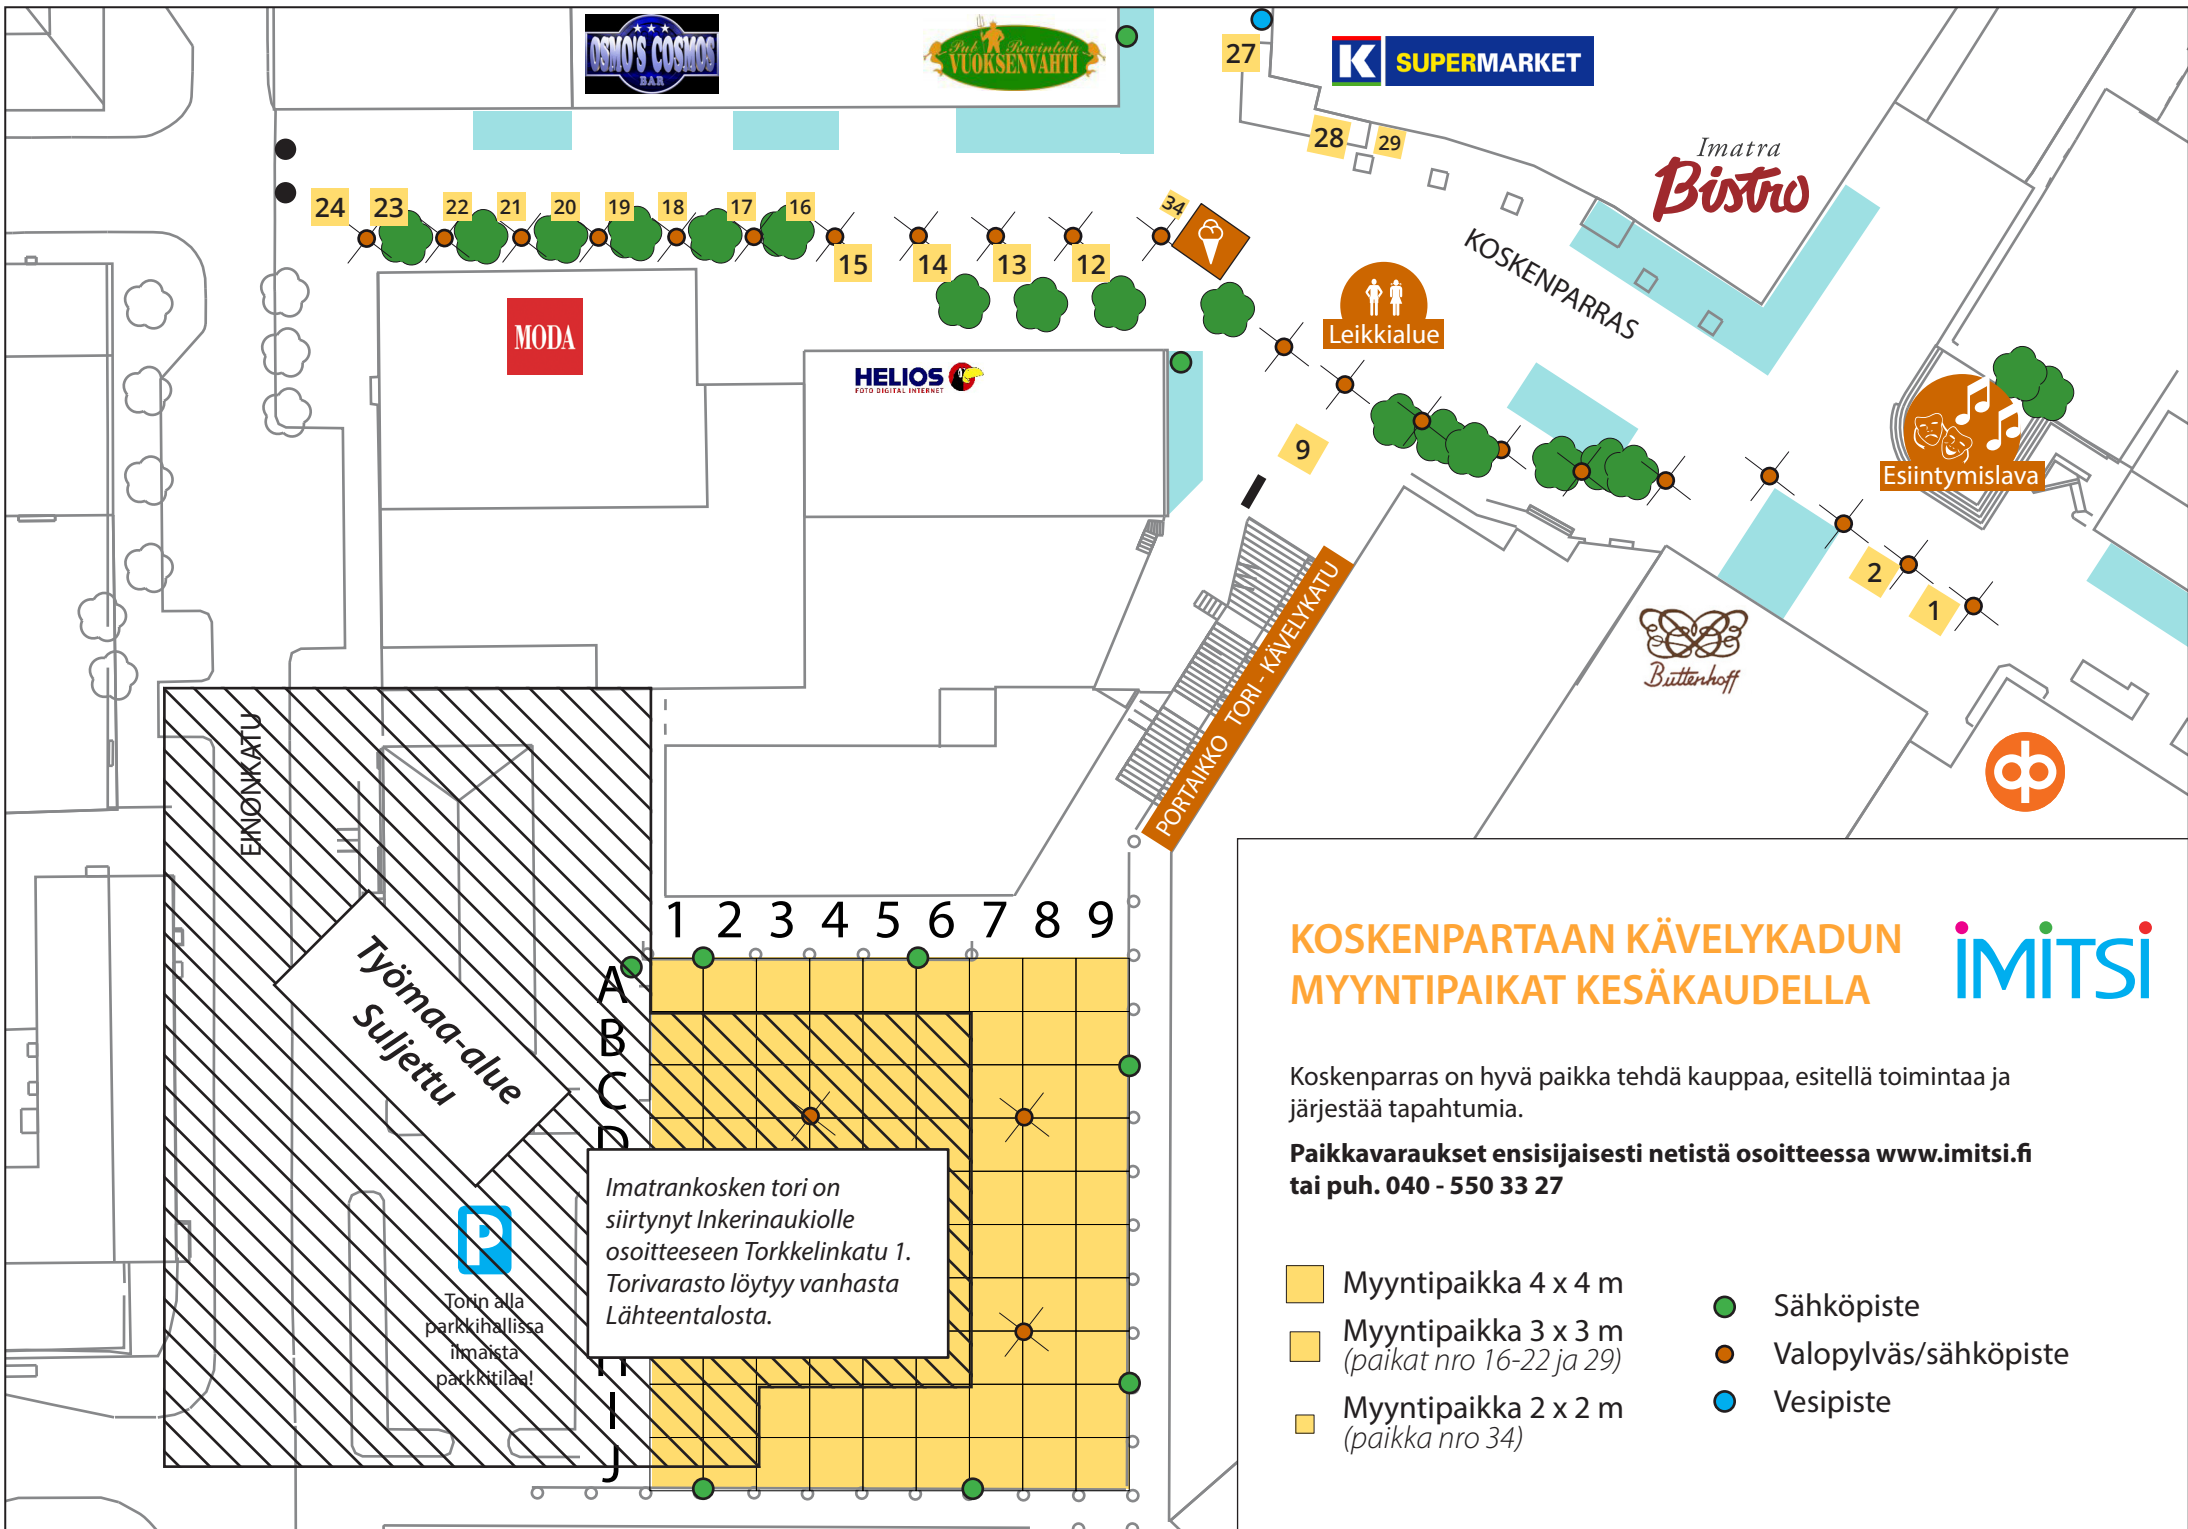 OSMO'S COSMOS
BAR
Pub Ravintola
VUOKSENVAHTI
27
K SUPERMARKET
28
29
Imatra
Bistro
24
23
22
21
20
19
18
17
16
15
14
13
12
34
KOSKENPARRAS
Leikkialue
MODA
HELIOS
FOTO DIGITAL INTERNET
9
Esiintymislava
2
1
Buttenhoff
PORTAIKKO TORI - KÄVELYKATU
EINONKATU
Työmaa-alue
Suljettu
1 2 3 4 5 6 7 8 9
A
B
C
D
H
I
J
Imatrankosken tori on
siirtynyt Inkerinaukiolle
osoitteeseen Torkkelinkatu 1.
Torivarasto löytyy vanhasta
Lähteentalosta.
P
Torin alla
parkkihallissa
ilmaista
parkkitilaa!
KOSKENPARTAAN KÄVELYKADUN
MYYNTIPAIKAT KESÄKAUDELLA
iMiTSi
Koskenparras on hyvä paikka tehdä kauppaa, esitellä toimintaa ja
järjestää tapahtumia.
Paikkavaraukset ensisijaisesti netistä osoitteessa www.imitsi.fi
tai puh. 040 - 550 33 27
Myyntipaikka 4 x 4 m
Myyntipaikka 3 x 3 m
(paikat nro 16-22 ja 29)
Myyntipaikka 2 x 2 m
(paikka nro 34)
Sähköpiste
Valopylväs/sähköpiste
Vesipiste